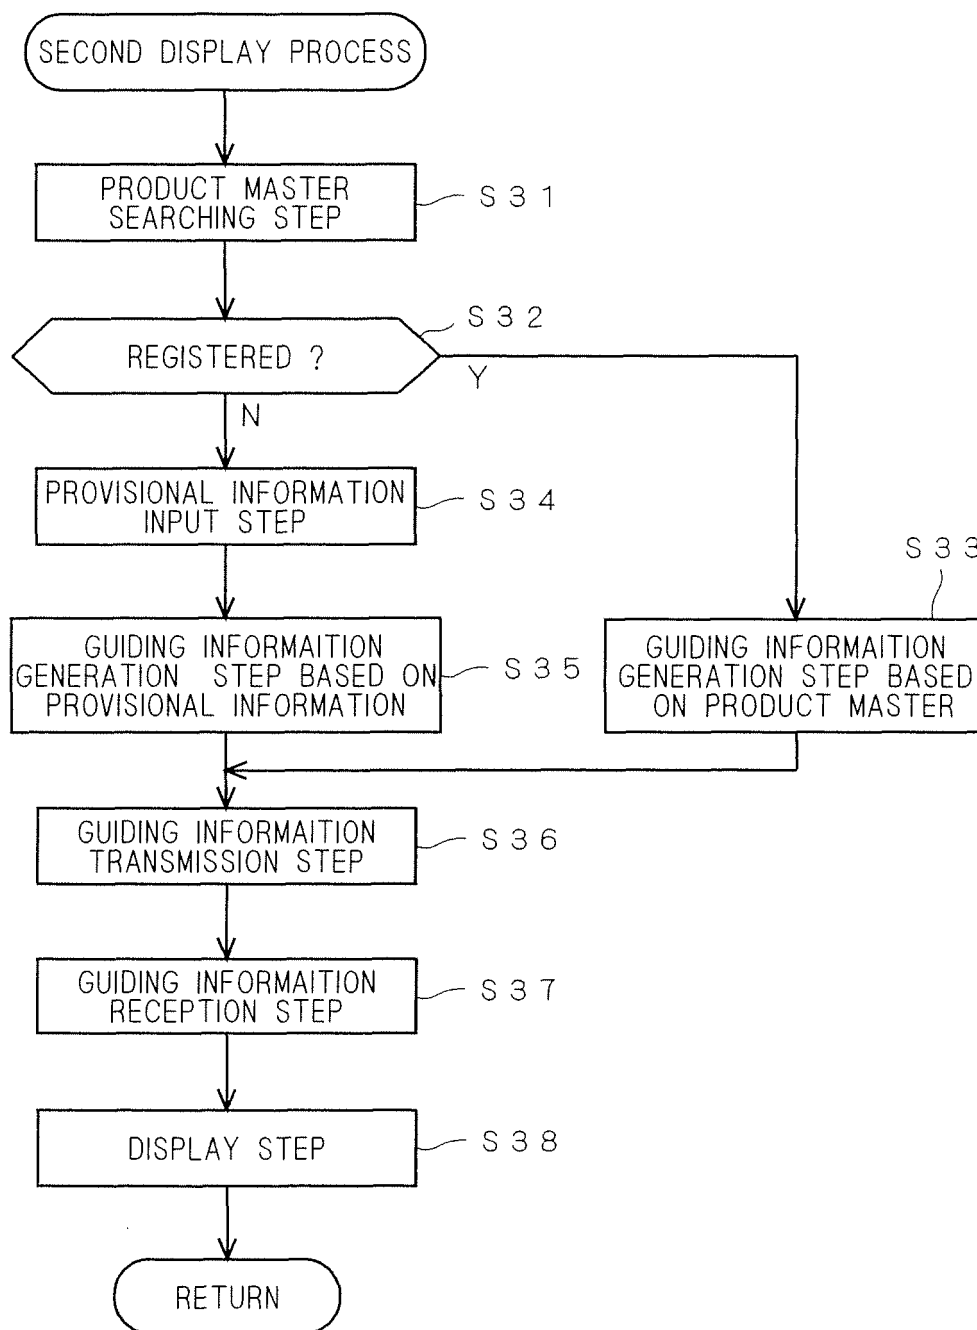 SECOND DISPLAY PROCESS
PRODUCT MASTER
SEARCHING STEP
S31
REGISTERED ?
S32
Y
N
PROVISIONAL INFORMATION
INPUT STEP
S34
S33
GUIDING INFORMAITION
GENERATION STEP BASED ON
PROVISIONAL INFORMATION
S35
GUIDING INFORMAITION
GENERATION STEP BASED
ON PRODUCT MASTER
GUIDING INFORMAITION
TRANSMISSION STEP
S36
GUIDING INFORMAITION
RECEPTION STEP
S37
DISPLAY STEP
S38
RETURN